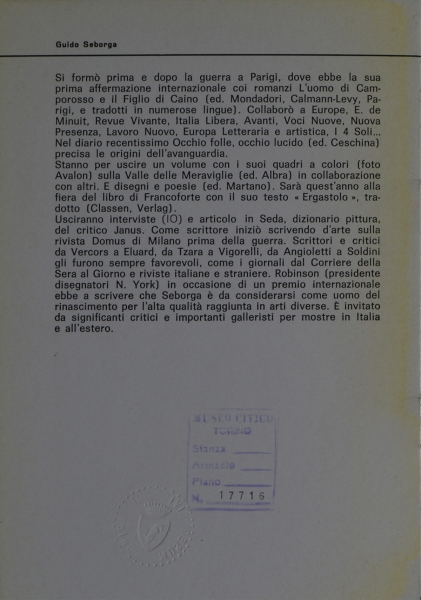 Guido Seborga
Si formò prima e dopo la guerra a Parigi, dove ebbe la sua
prima affermazione internazionale coi romanzi L'uomo di Cam-
porosso e il Figlio di Caino (ed. Mondadori, Calmann-Levy, Pa-
rigi, e tradotti in numerose lingue). Collaborò a Europe, E. de
Minuit, Revue Vivante, Italia Libera, Avanti, Voci Nuove, Nuova
Presenza, Lavoro Nuovo, Europa Letteraria e artistica, I 4 Soli...
Nel diario recentissimo Occhio folle, occhio lucido (ed. Ceschina)
precisa le origini dell'avanguardia.
Stanno per uscire un volume con i suoi quadri a colori (foto
Avalon) sulla Valle delle Meraviglie (ed. Albra) in collaborazione
con altri. E disegni e poesie (ed. Martano). Sarà quest'anno alla
fiera del libro di Francoforte con il suo testo « Ergastolo », tra-
dotto (Classen, Verlag).
Usciranno interviste (10) e articolo in Seda, dizionario pittura,
del critico Janus. Come scrittore iniziò scrivendo d'arte sulla
rivista Domus di Milano prima della guerra. Scrittori e critici
da Vercors a Eluard, da Tzara a Vigorelli, da Angioletti a Soldini
gli furono sempre favorevoli, come i giornali dal Corriere della
Sera al Giorno e riviste italiane e straniere. Robinson (presidente
disegnatori N. York) in occasione di un premio internazionale
ebbe a scrivere che Seborga è da considerarsi come uomo del
rinascimento per l'alta qualità raggiunta in arti diverse. È invitato
da significanti critici e importanti galleristi per mostre in Italia
e all'estero.
MUSEO CIVICO
TORINO
Stanza
Armadio
Piano
N. 17716